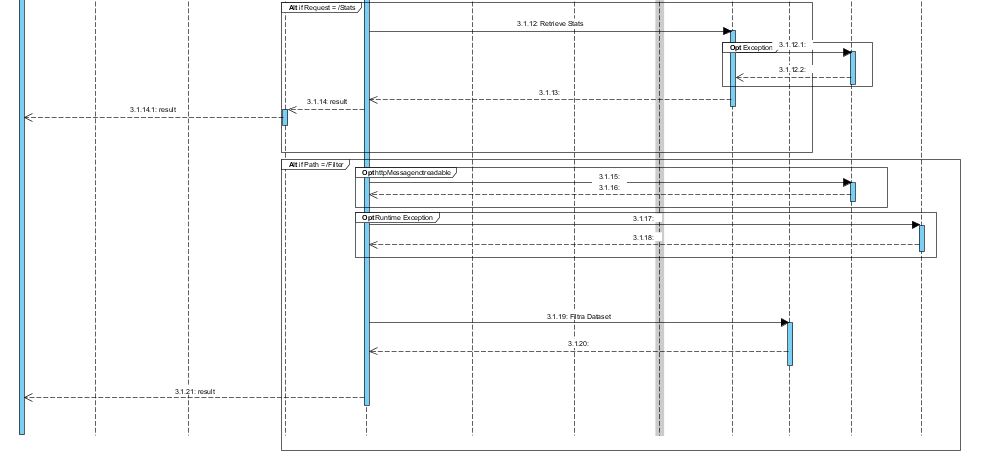 Alt if Request = /Stats
3.1.12: Retrieve Stats
Opt Exception
3.1.12.1:
3.1.12.2:
3.1.13:
3.1.14: result
3.1.14.1: result
Alt if Path = /Filter
Opt httpMessagenotreadable
3.1.15:
3.1.16:
Opt Runtime Exception
3.1.17:
3.1.18:
3.1.19: Filtra Dataset
3.1.20:
3.1.21: result